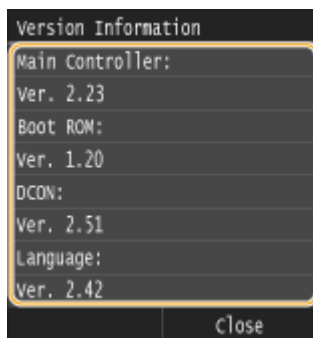 Version Information
Main Controller:
Ver. 2.23
Boot ROM:
Ver. 1.20
DCON:
Ver. 2.51
Language:
Ver. 2.42
Close